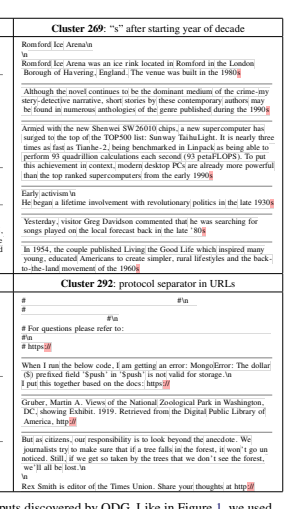 Cluster 269: “s” after starting year of decade
Romford Ice Arena\n
\n
Romford Ice Arena was an ice rink located in Romford in the London
Borough of Havering, England. The venue was built in the 1980s
Although the novel continues to be the dominant medium of the crime-my
stery-detective narrative, short stories by these contemporary authors may
be found in numerous anthologies of the genre published during the 1990s
Armed with the new Shenwei SW26010 chips, a new supercomputer has
surged to the top of the TOP500 list: Sunway TaihuLight. It is nearly three
times as fast as Tianhe-2, being benchmarked in Linpack as being able to
perform 93 quadrillion calculations each second (93 petaFLOPS). To put
this achievement in context, modern desktop PCs are already more powerful
than the top ranked supercomputers from the early 1990s
Early activism\n
He began a lifetime involvement with revolutionary politics in the late 1930s
Yesterday, visitor Greg Davidson commented that he was searching for
songs played on the local forecast back in the late '80s
In 1954, the couple published Living the Good Life which inspired many
young, educated Americans to create simpler, rural lifestyles and the back-
to-the-land movement of the 1960s
Cluster 292: protocol separator in URLs
# #\n
#
#\n
# For questions please refer to:
#\n
# https://
When I run the below code, I am getting an error: MongoError: The dollar
($) prefixed field '$push' in '$push' is not valid for storage.\n
I put this together based on the docs: https://
Gruber, Martin A. Views of the National Zoological Park in Washington,
DC, showing Exhibit. 1919. Retrieved from the Digital Public Library of
America, http://
But as citizens, our responsibility is to look beyond the anecdote. We
journalists try to make sure that if a tree falls in the forest, it won't go un
noticed. Still, if we get so taken by the trees that we don't see the forest,
we'll all be lost.\n
\n
Rex Smith is editor of the Times Union. Share your thoughts at http://
puts discovered by QDG. Like in Figure 1, we used